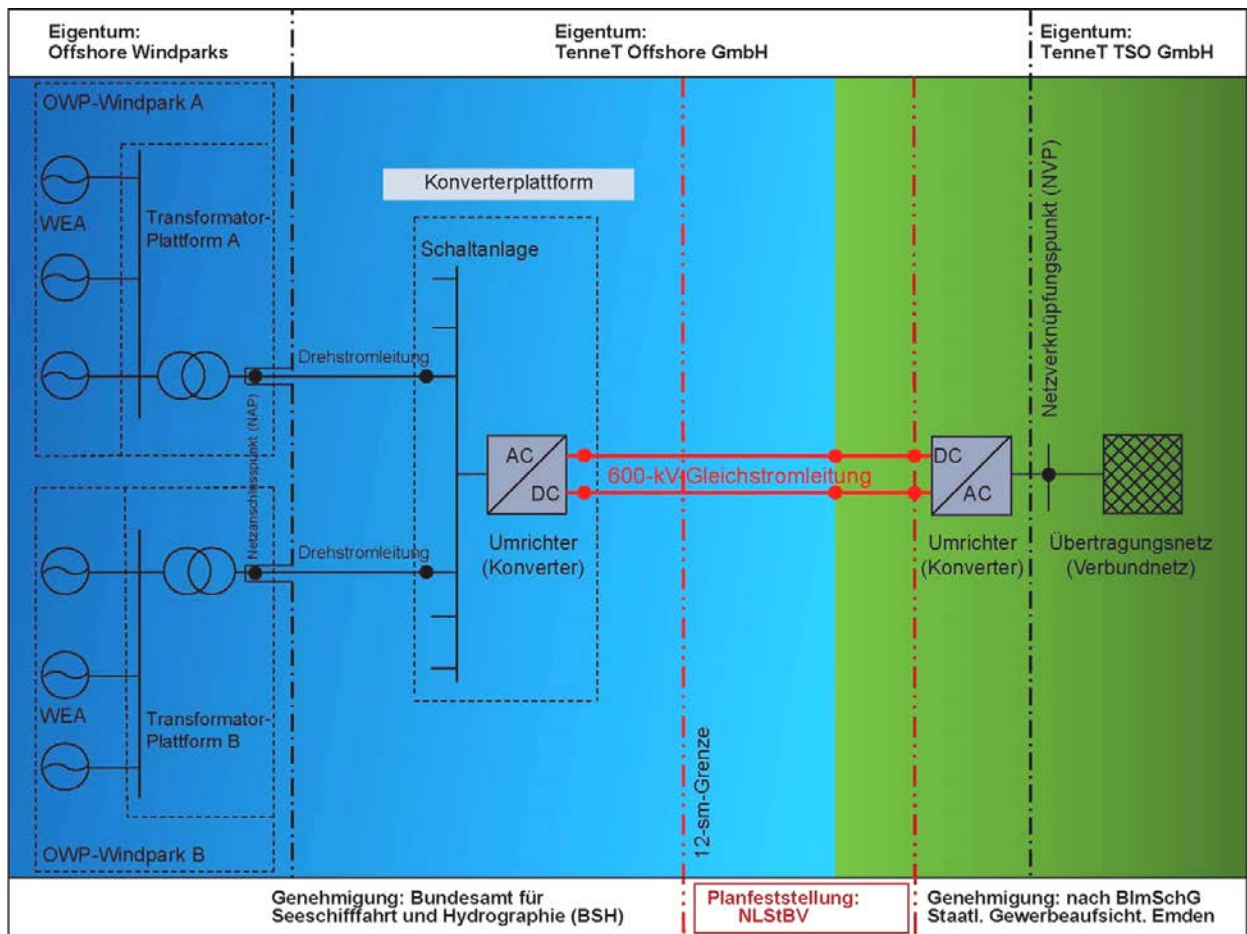 Eigentum:
Offshore Windparks
Eigentum:
TenneT Offshore GmbH
Eigentum:
TenneT TSO GmbH
OWP-Windpark A
WEA
Transformator-
Plattform A
Konverterplattform
Schaltanlage
Drehstromleitung
Netzanschlusspunkt (NAP)
Netzverknüpfungspunkt (NVP)
AC
DC
600-kV-Gleichstromleitung
DC
AC
Umrichter
(Konverter)
Umrichter
(Konverter)
Übertragungsnetz
(Verbundnetz)
Drehstromleitung
WEA
Transformator-
Plattform B
OWP-Windpark B
12-sm-Grenze
Genehmigung: Bundesamt für
Seeschifffahrt und Hydrographie (BSH)
Planfeststellung:
NLStBV
Genehmigung: nach BImSchG
Staatl. Gewerbeaufsicht. Emden